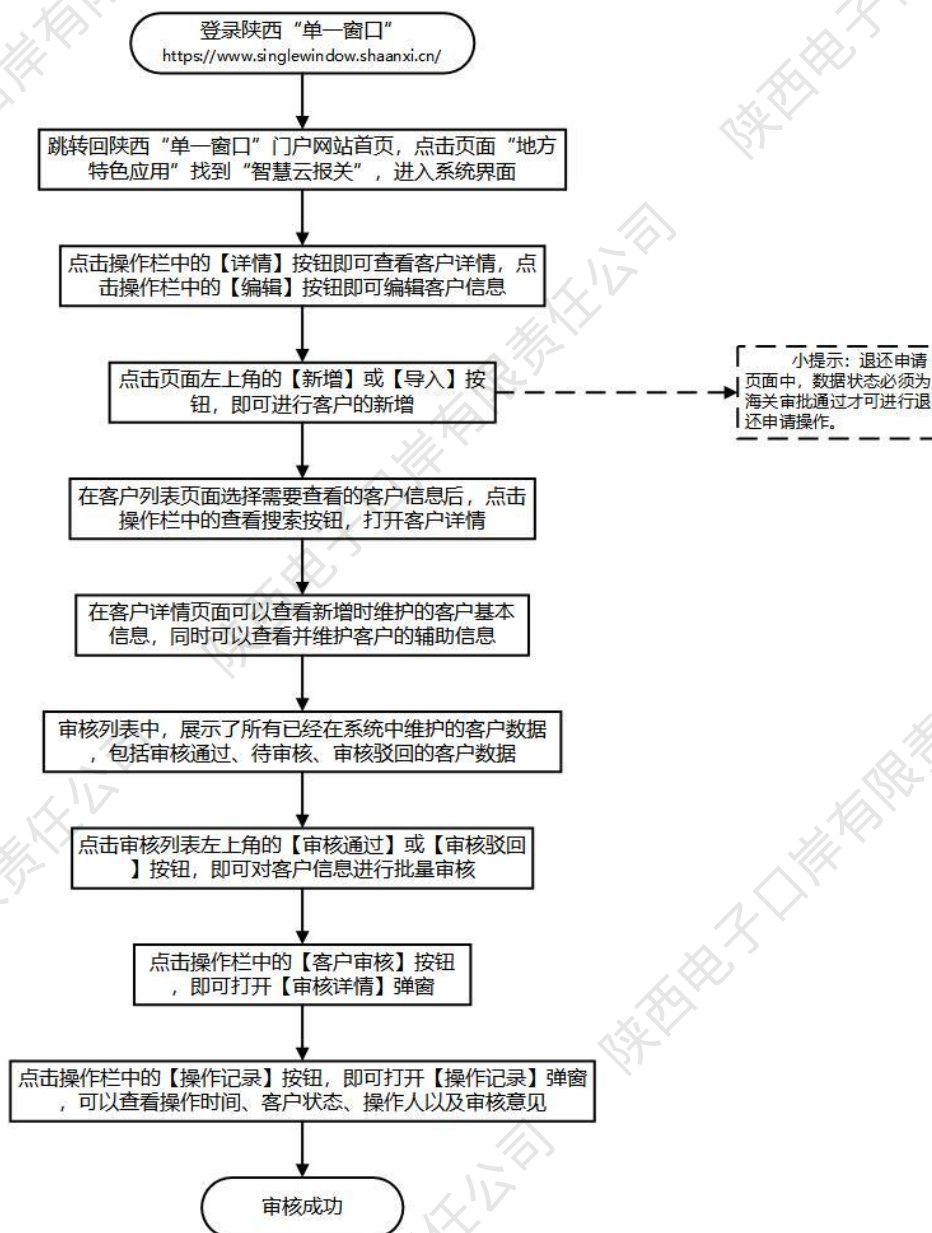 登录陕西“单一窗口”
https://www.singlewindow.shaanxi.cn/
跳转回陕西“单一窗口”门户网站首页，点击页面“地方
特色应用”找到“智慧云报关”，进入系统界面
点击操作栏中的【详情】按钮即可查看客户详情，点
击操作栏中的【编辑】按钮即可编辑客户信息
点击页面左上角的【新增】或【导入】按
钮，即可进行客户的新增
小提示：退还申请
页面中，数据状态必须为
海关审批通过才可进行退
还申请操作。
在客户列表页面选择需要查看的客户信息后，点击
操作栏中的查看搜索按钮，打开客户详情
在客户详情页面可以查看新增时维护的客户基本
信息，同时可以查看并维护客户的辅助信息
审核列表中，展示了所有已经在系统中维护的客户数据
，包括审核通过、待审核、审核驳回的客户数据
点击审核列表左上角的【审核通过】或【审核驳回
】按钮，即可对客户信息进行批量审核
点击操作栏中的【客户审核】按钮
，即可打开【审核详情】弹窗
点击操作栏中的【操作记录】按钮，即可打开【操作记录】弹窗
，可以查看操作时间、客户状态、操作人以及审核意见
审核成功
陕西电子口岸有限责任公司